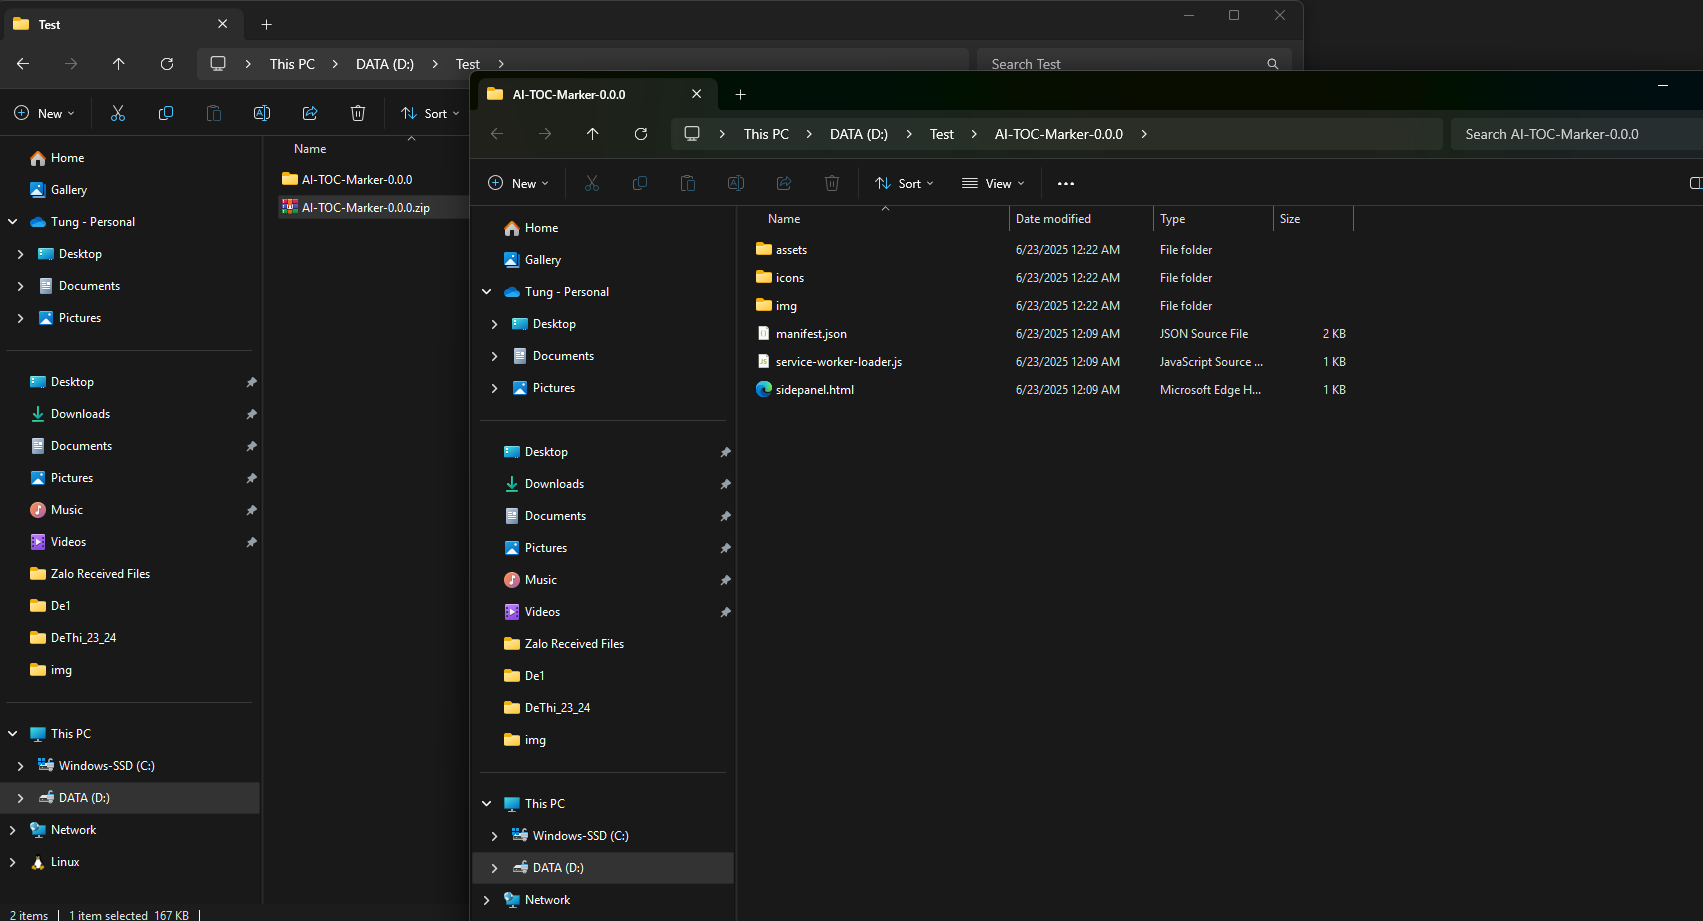 Test
This PC
DATA (D:)
Test
Search Test
New
Sort
Name
Home
Gallery
Tung - Personal
Desktop
Documents
Pictures
Desktop
Downloads
Documents
Pictures
Music
Videos
Zalo Received Files
De1
DeThi_23_24
img
This PC
Windows-SSD (C:)
DATA (D:)
Network
Linux
AI-TOC-Marker-0.0.0
AI-TOC-Marker-0.0.0.zip
2 items
1 item selected 167 KB
AI-TOC-Marker-0.0.0
This PC
DATA (D:)
Test
AI-TOC-Marker-0.0.0
Search AI-TOC-Marker-0.0.0
New
Sort
View
Home
Gallery
Tung - Personal
Desktop
Documents
Pictures
Desktop
Downloads
Documents
Pictures
Music
Videos
Zalo Received Files
De1
DeThi_23_24
img
This PC
Windows-SSD (C:)
DATA (D:)
Network
Name Date modified Type Size
assets 6/23/2025 12:22 AM File folder
icons 6/23/2025 12:22 AM File folder
img 6/23/2025 12:22 AM File folder
manifest.json 6/23/2025 12:09 AM JSON Source File 2 KB
service-worker-loader.js 6/23/2025 12:09 AM JavaScript Source ... 1 KB
sidepanel.html 6/23/2025 12:09 AM Microsoft Edge H... 1 KB